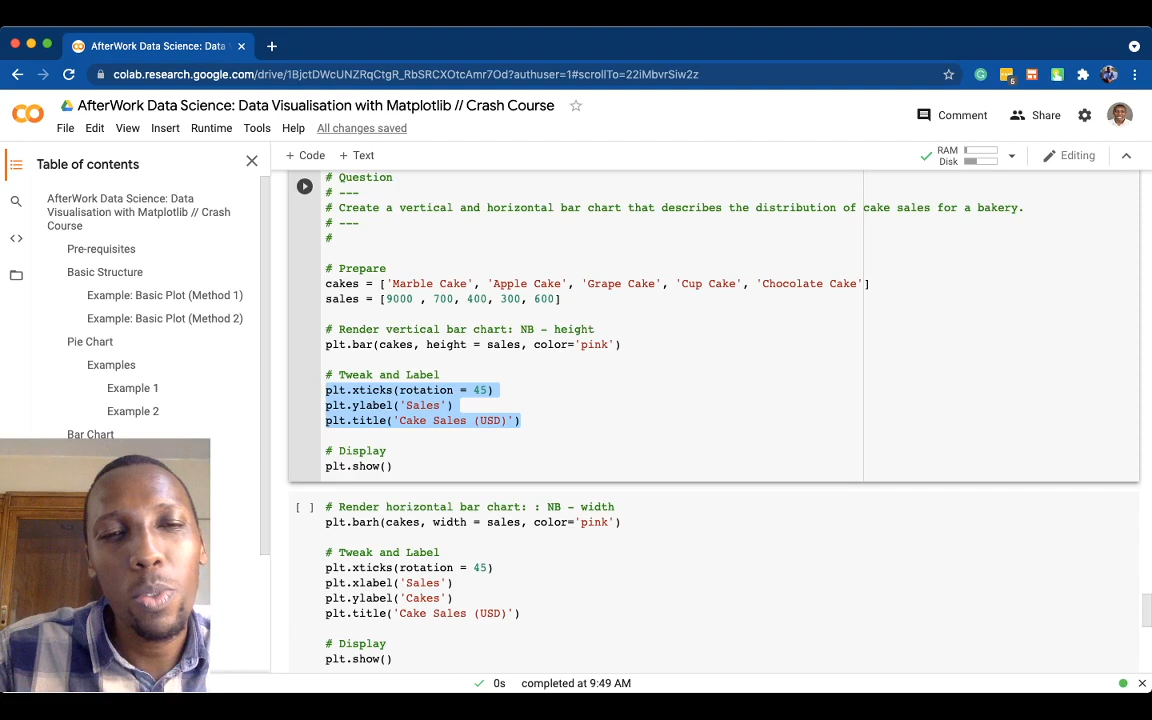 AfterWork Data Science: Data
colab.research.google.com/drive/1BjctDWcUNZRqCtgR_RbSRCXOtcAmr7Od?authuser=1#scrollTo=22iMbvrSiw2z
6
AfterWork Data Science: Data Visualisation with Matplotlib // Crash Course
Comment
Share
File Edit View Insert Runtime Tools Help All changes saved
Table of contents
+ Code + Text
RAM
Disk
Editing
AfterWork Data Science: Data
Visualisation with Matplotlib // Crash
Course
Pre-requisites
Basic Structure
Example: Basic Plot (Method 1)
Example: Basic Plot (Method 2)
Pie Chart
Examples
Example 1
Example 2
Bar Chart
# Question
# ---
# Create a vertical and horizontal bar chart that describes the distribution of cake sales for a bakery.
# ---
#
# Prepare
cakes = ['Marble Cake', 'Apple Cake', 'Grape Cake', 'Cup Cake', 'Chocolate Cake']
sales = [9000 , 700, 400, 300, 600]
# Render vertical bar chart: NB - height
plt.bar(cakes, height = sales, color='pink')
# Tweak and Label
plt.xticks(rotation = 45)
plt.ylabel('Sales')
plt.title('Cake Sales (USD)')
# Display
plt.show()
[ ] # Render horizontal bar chart: : NB - width
plt.barh(cakes, width = sales, color='pink')
# Tweak and Label
plt.xticks(rotation = 45)
plt.xlabel('Sales')
plt.ylabel('Cakes')
plt.title('Cake Sales (USD)')
# Display
plt.show()
0s completed at 9:49 AM